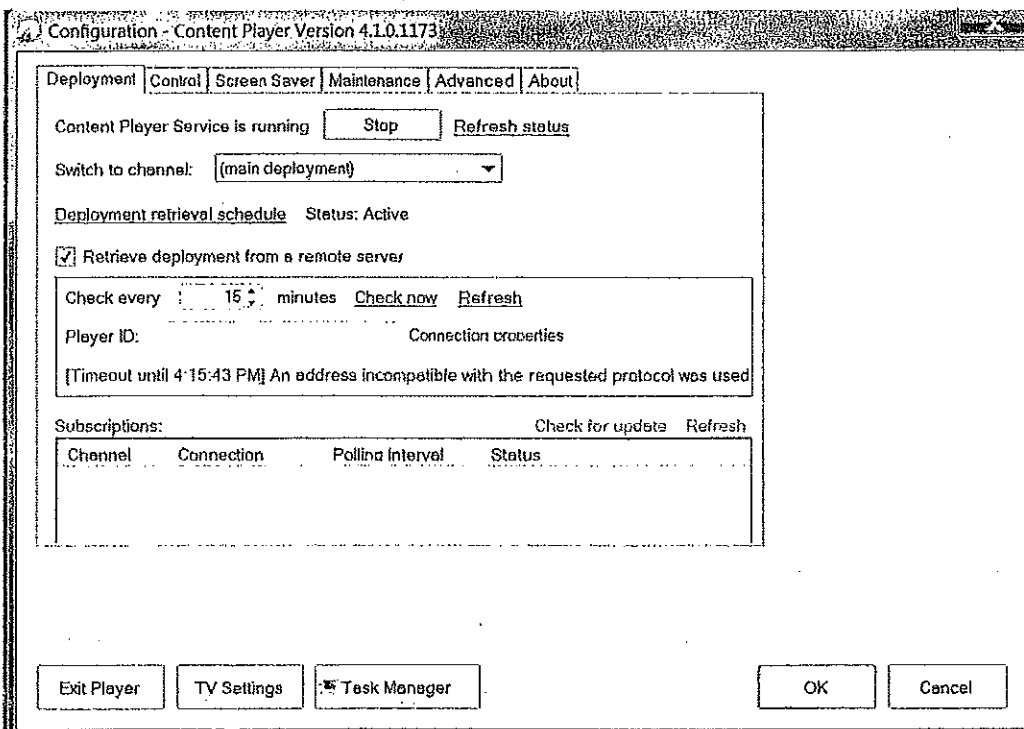 Configuration - Content Player Version 4.1.0.1173
Deployment Control Screen Saver Maintenance Advanced About
Content Player Service is running Stop Refresh status
Switch to channel: (main deployment)
Deployment retrieval schedule Status: Active
Retrieve deployment from a remote server
Check every 15 minutes Check now Refresh
Player ID: Connection properties
[Timeout until 4:15:43 PM] An address incompatible with the requested protocol was used
Subscriptions: Check for update Refresh
Channel Connection Polling Interval Status
Exit Player TV Settings Task Manager OK Cancel